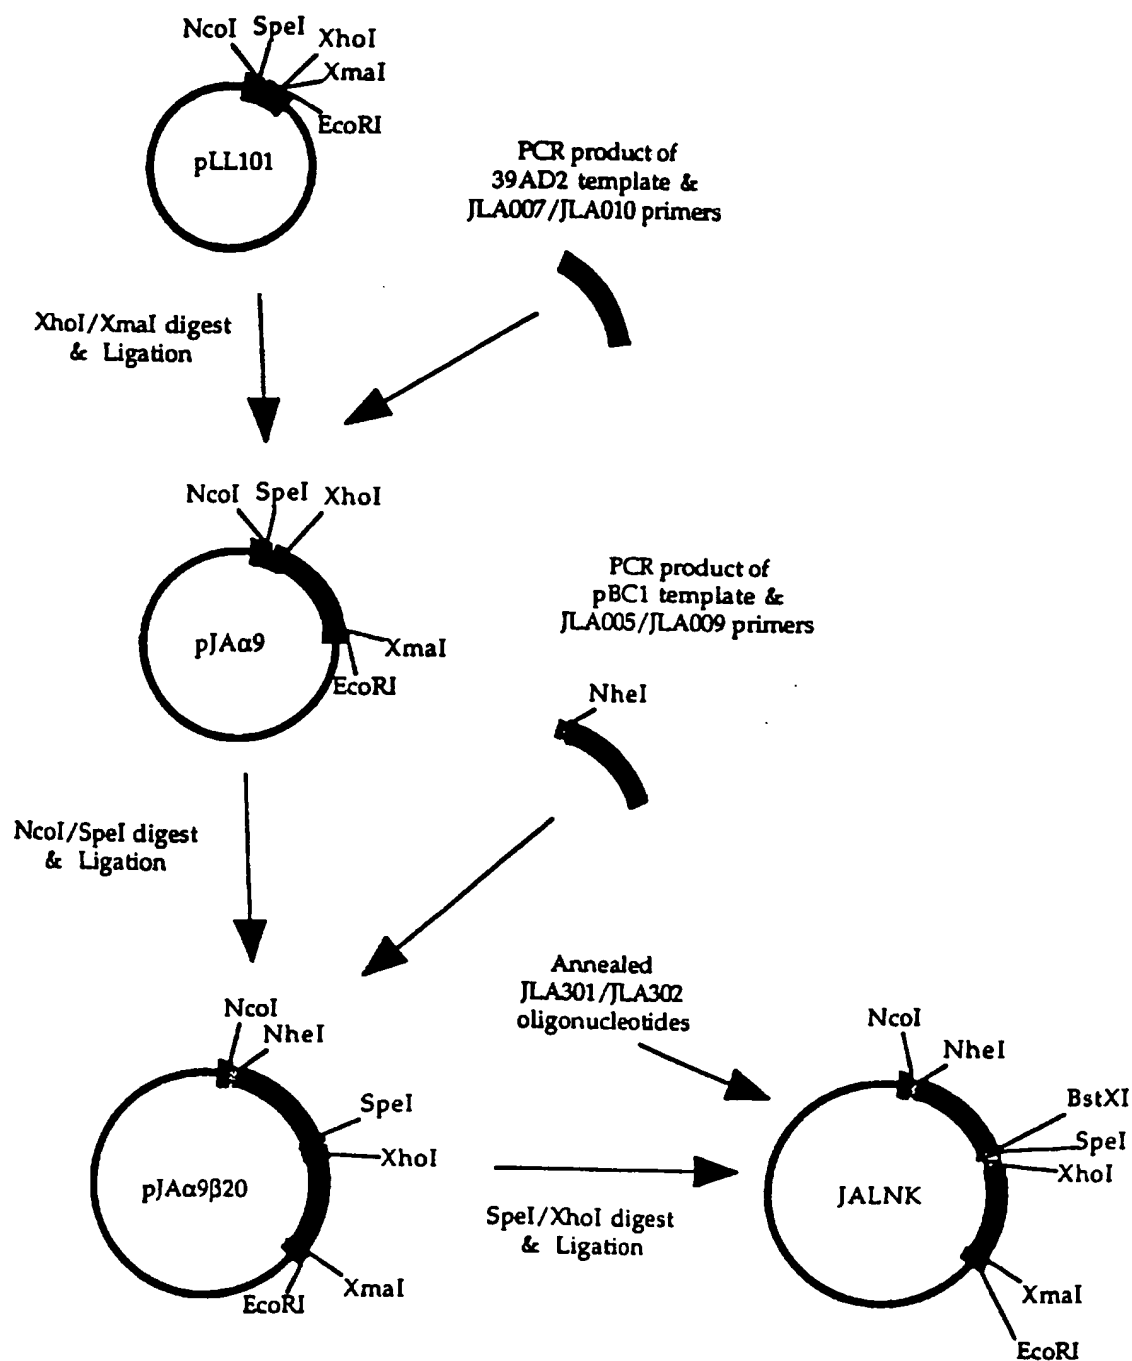 NcoI SpeI XhoI
XmaI
EcoRI
pLL101
PCR product of
39AD2 template &
JLA007/JLA010 primers
XhoI/XmaI digest
& Ligation
NcoI SpeI XhoI
pJAα9
XmaI
EcoRI
PCR product of
pBC1 template &
JLA005/JLA009 primers
NheI
NcoI/SpeI digest
& Ligation
NcoI
NheI
SpeI
XhoI
pJAα9β20
XmaI
EcoRI
Annealed
JLA301/JLA302
oligonucleotides
SpeI/XhoI digest
& Ligation
NcoI
NheI
BstXI
SpeI
XhoI
JALNK
XmaI
EcoRI